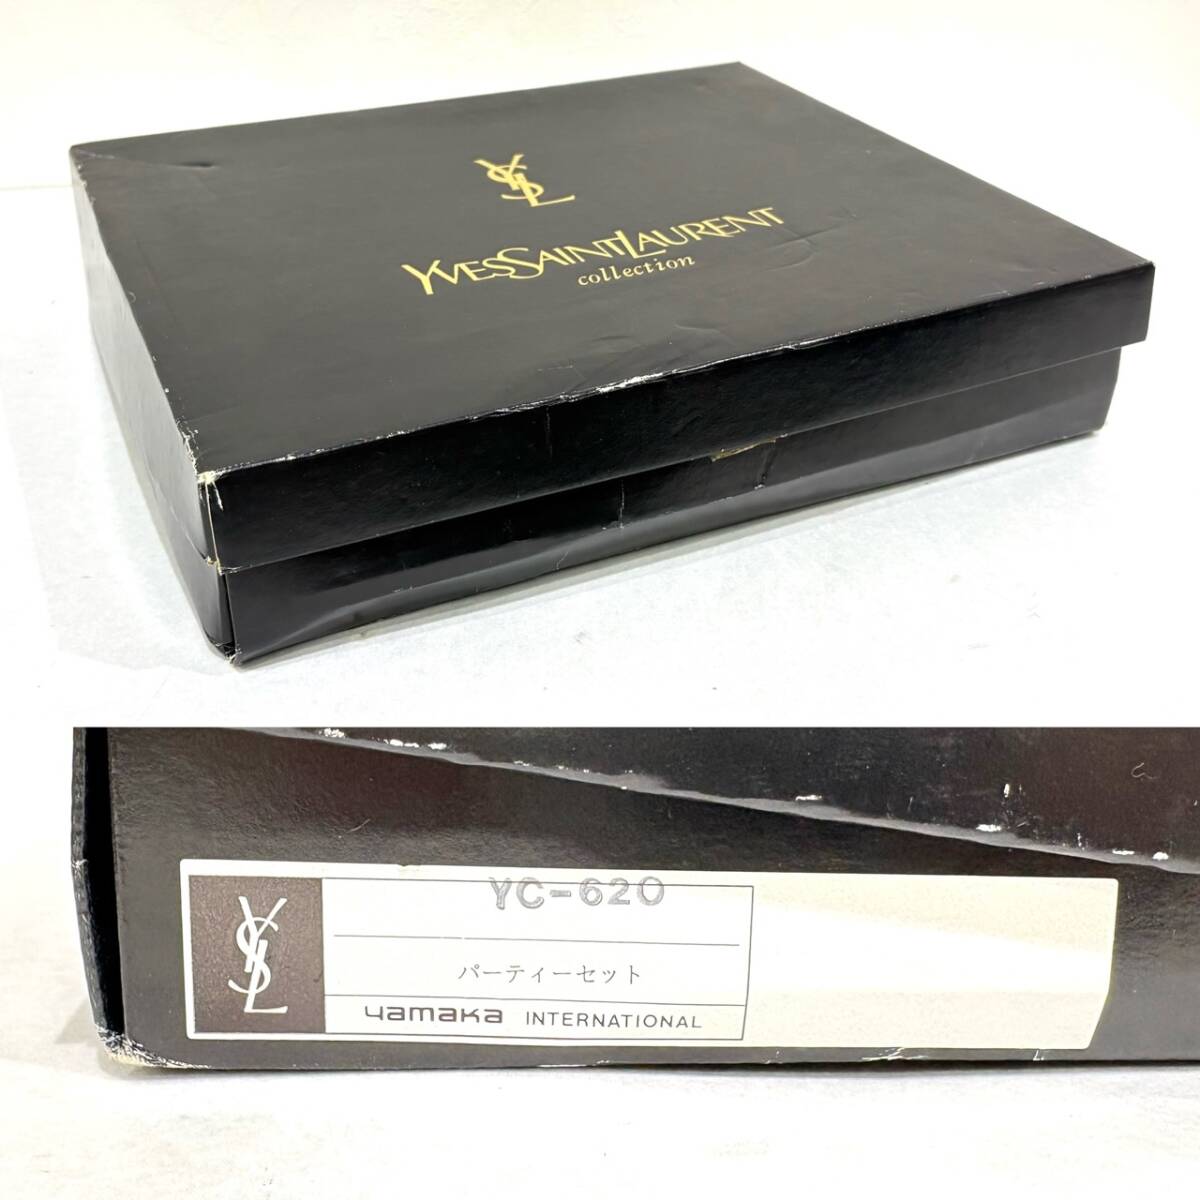 YSL
YVESSAINTLAURENT
collection
YSL
YC-620
パーティーセット
yamaka INTERNATIONAL